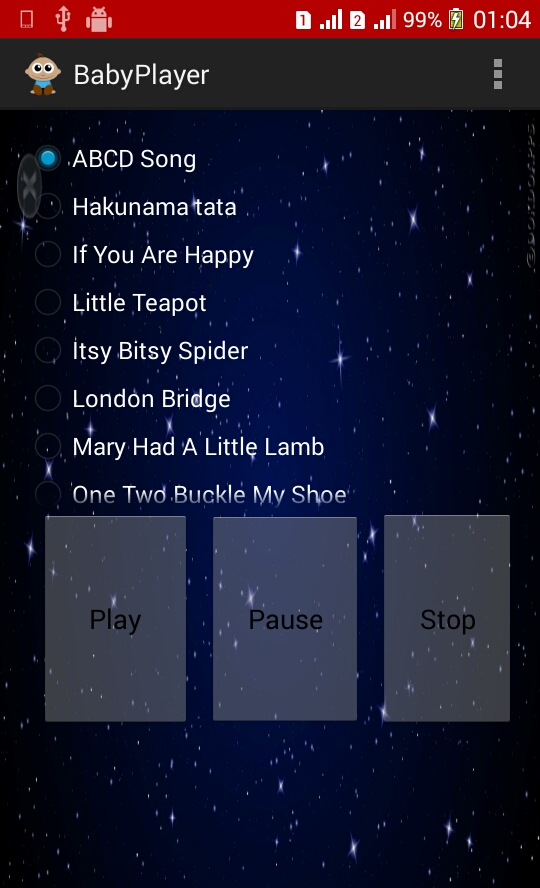 1 2 99% 01:04
BabyPlayer
ABCD Song
Hakunama tata
If You Are Happy
Little Teapot
Itsy Bitsy Spider
London Bridge
Mary Had A Little Lamb
One Two Buckle My Shoe
Play Pause Stop